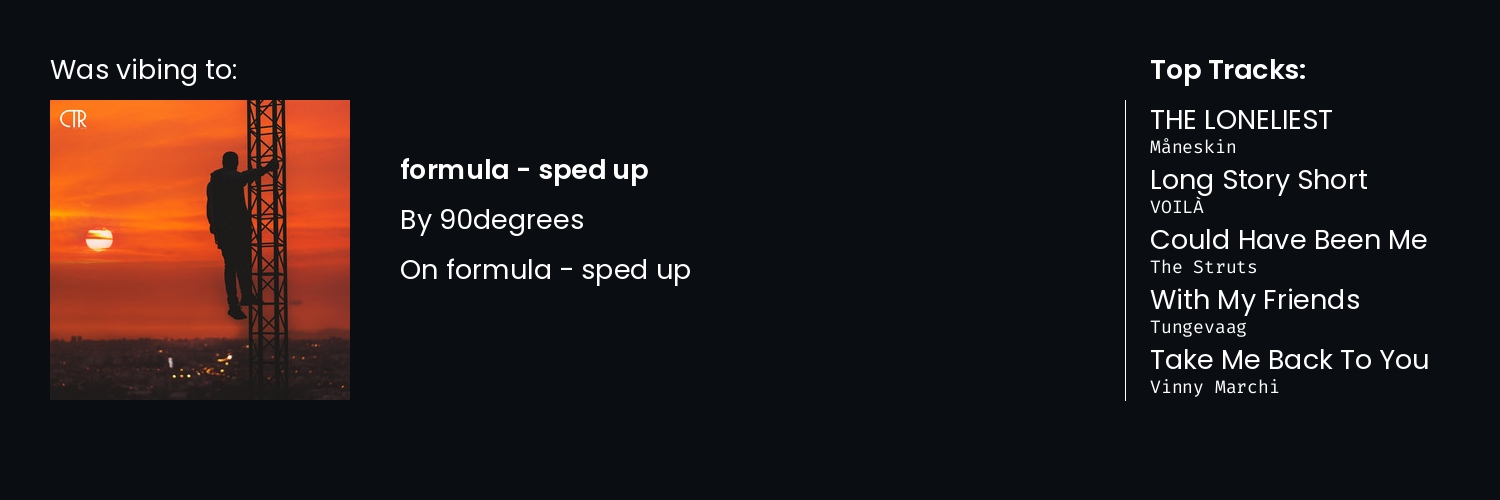 Was vibing to:
CTR
formula - sped up
By 90degrees
On formula - sped up
Top Tracks:
THE LONELIEST
Måneskin
Long Story Short
VOILÀ
Could Have Been Me
The Struts
With My Friends
Tungevaag
Take Me Back To You
Vinny Marchi